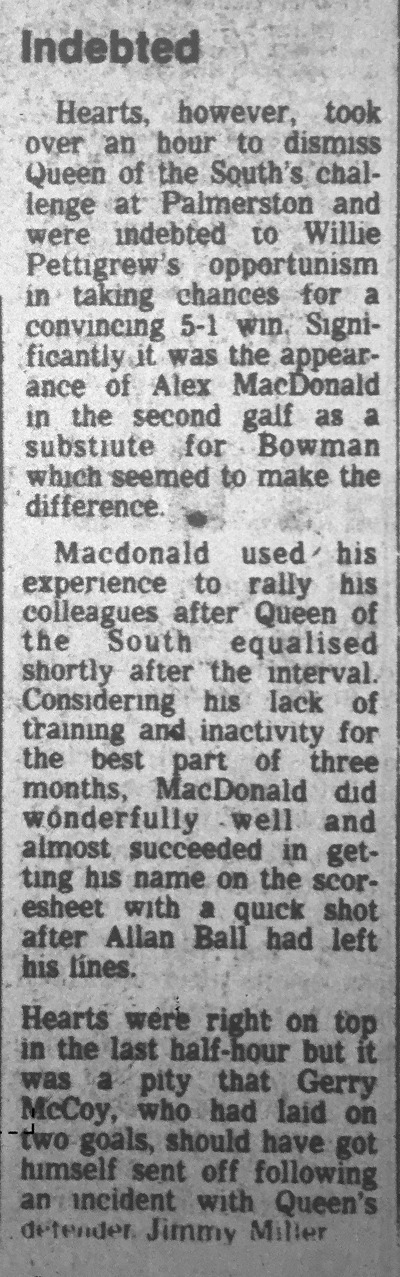 Indebted
Hearts, however, took
over an hour to dismiss
Queen of the South's chal-
lenge at Palmerston and
were indebted to Willie
Pettigrew's opportunism
in taking chances for a
convincing 5-1 win. Signi-
ficantly it was the appear-
ance of Alex MacDonald
in the second galf as a
substiute for Bowman
which seemed to make the
difference.
Macdonald used his
experience to rally his
colleagues after Queen of
the South equalised
shortly after the interval.
Considering his lack of
training and inactivity for
the best part of three
months, MacDonald did
wonderfully well and
almost succeeded in get-
ting his name on the scor-
esheet with a quick shot
after Allan Ball had left
his lines.
Hearts were right on top
in the last half-hour but it
was a pity that Gerry
McCoy, who had laid on
two goals, should have got
himself sent off following
an incident with Queen's
defender Jimmy Miller